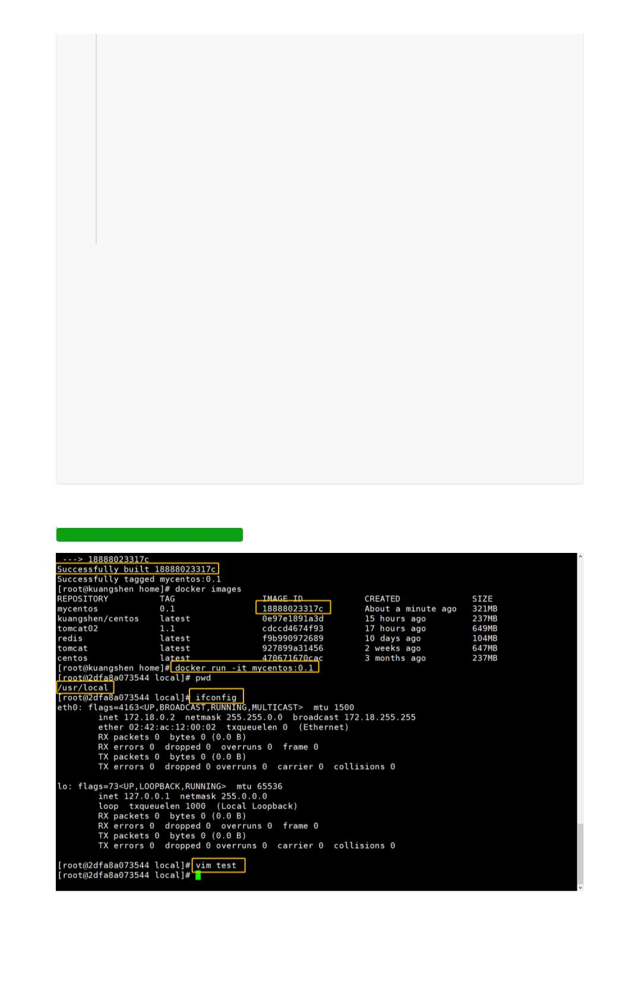 ---> 18888023317c
Successfully built 18888023317c
Successfully tagged mycentos:0.1
[root@kuangshen home]# docker images
REPOSITORY TAG IMAGE ID CREATED SIZE
mycentos 0.1 18888023317c About a minute ago 321MB
kuangshen/centos latest 0e97e1891a3d 15 hours ago 237MB
tomcat02 1.1 cdccd4674f93 17 hours ago 649MB
redis latest f9b990972689 10 days ago 104MB
tomcat latest 927899a31456 2 weeks ago 647MB
centos latest 470671670cac 3 months ago 237MB
[root@kuangshen home]# docker run -it mycentos:0.1
[root@2dfa8a073544 local]# pwd
/usr/local
[root@2dfa8a073544 local]# ifconfig
eth0: flags=4163<UP,BROADCAST,RUNNING,MULTICAST> mtu 1500
inet 172.18.0.2 netmask 255.255.0.0 broadcast 172.18.255.255
ether 02:42:ac:12:00:02 txqueuelen 0 (Ethernet)
RX packets 0 bytes 0 (0.0 B)
RX errors 0 dropped 0 overruns 0 frame 0
TX packets 0 bytes 0 (0.0 B)
TX errors 0 dropped 0 overruns 0 carrier 0 collisions 0
lo: flags=73<UP,LOOPBACK,RUNNING> mtu 65536
inet 127.0.0.1 netmask 255.0.0.0
loop txqueuelen 1000 (Local Loopback)
RX packets 0 bytes 0 (0.0 B)
RX errors 0 dropped 0 overruns 0 frame 0
TX packets 0 bytes 0 (0.0 B)
TX errors 0 dropped 0 overruns 0 carrier 0 collisions 0
[root@2dfa8a073544 local]# vim test
[root@2dfa8a073544 local]#